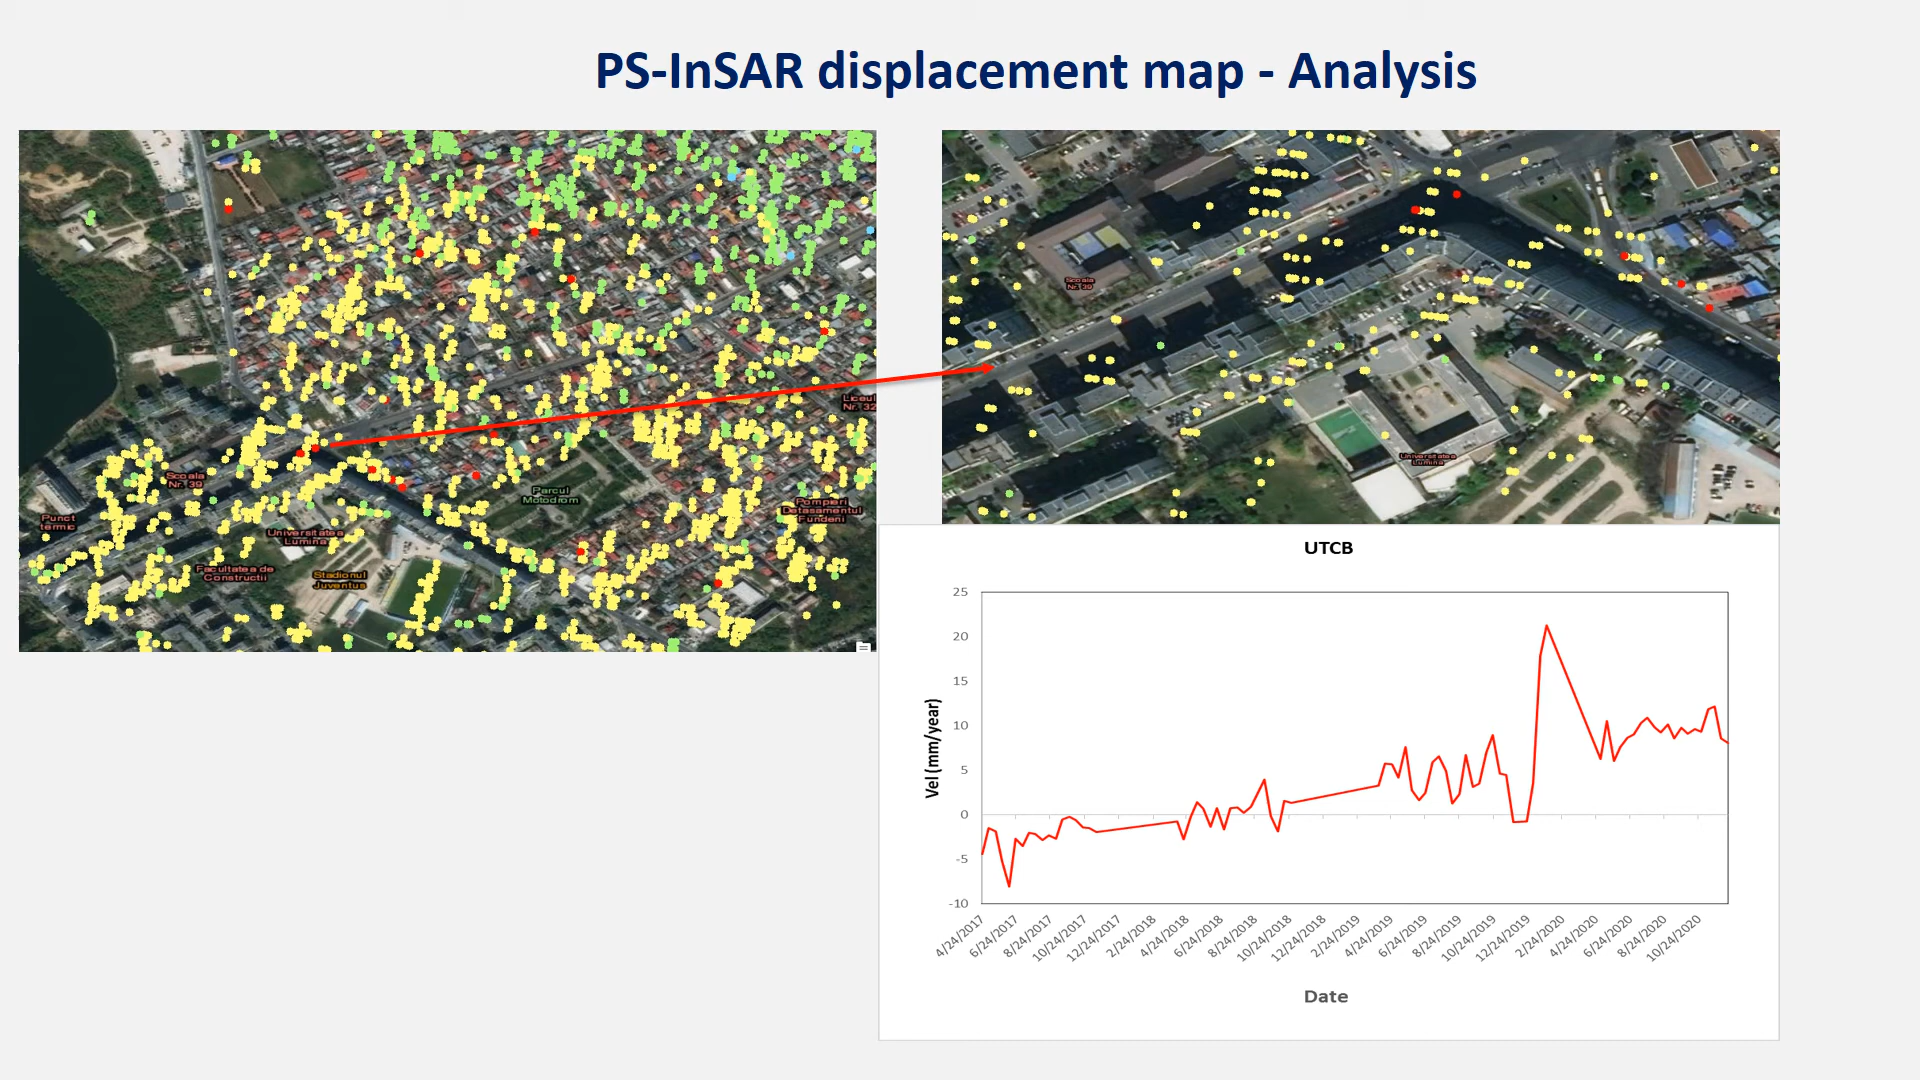 PS-InSAR displacement map - Analysis
Liceul
Nr. 32
Scoala
Nr. 39
Parcul
Motodrom
Punct
termic
Pompieri
Detasamentul
Fundeni
Universitatea
Lumina
Facultatea de
Constructii
Stadionul
Juventus
Scoala
Nr. 39
Universitatea
Lumina
UTCB
Vel (mm/year)
25
20
15
10
5
0
-5
-10
4/24/2017
6/24/2017
8/24/2017
10/24/2017
12/24/2017
2/24/2018
4/24/2018
6/24/2018
8/24/2018
10/24/2018
12/24/2018
2/24/2019
4/24/2019
6/24/2019
8/24/2019
10/24/2019
12/24/2019
2/24/2020
4/24/2020
6/24/2020
8/24/2020
10/24/2020
Date